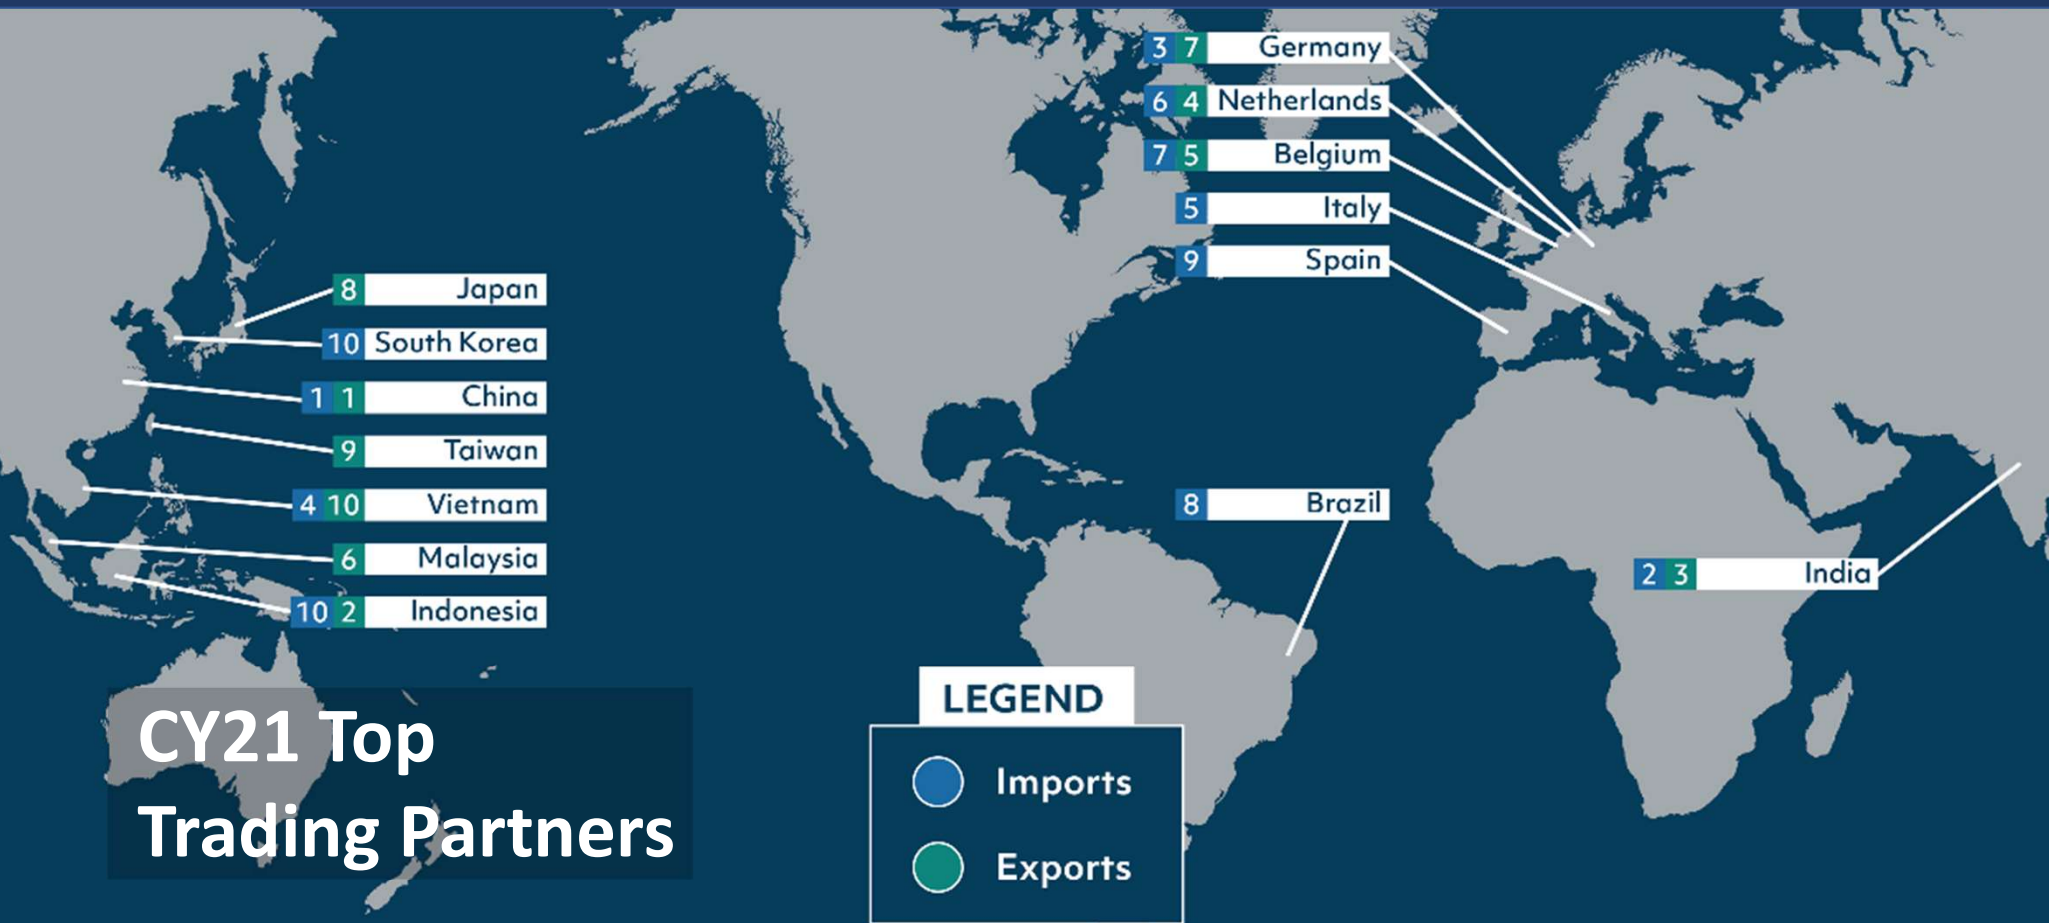 3 7 Germany
6 4 Netherlands
7 5 Belgium
5 Italy
9 Spain
8 Japan
10 South Korea
1 1 China
9 Taiwan
4 10 Vietnam
6 Malaysia
10 2 Indonesia
8 Brazil
2 3 India
CY21 Top
Trading Partners
LEGEND
Imports
Exports